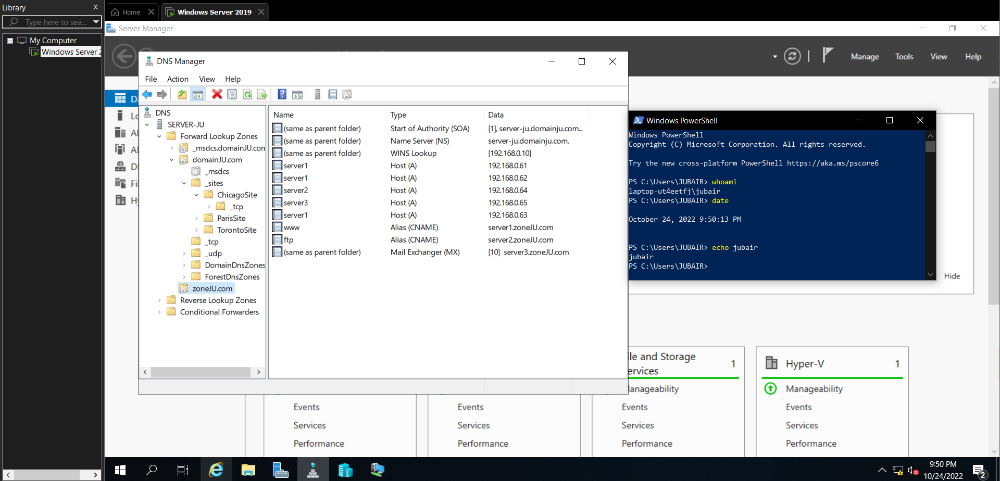 Library
Type here to sea...
My Computer
Windows Server 2
Home
Windows Server 2019
Server Manager
Manage
Tools
View
Help
DNS Manager
File
Action
View
Help
DNS
SERVER-JU
Forward Lookup Zones
_msdcs.domainJU.com
domainJU.com
_msdcs
_sites
ChicagoSite
_tcp
ParisSite
TorontoSite
_tcp
_udp
DomainDnsZones
ForestDnsZones
zoneJU.com
Reverse Lookup Zones
Conditional Forwarders
Name Type Data
(same as parent folder) Start of Authority (SOA) [1], server-ju.domainju.com...
(same as parent folder) Name Server (NS) server-ju.domainju.com.
(same as parent folder) WINS Lookup [192.168.0.10]
server1 Host (A) 192.168.0.61
server1 Host (A) 192.168.0.62
server2 Host (A) 192.168.0.64
server3 Host (A) 192.168.0.65
server1 Host (A) 192.168.0.63
www Alias (CNAME) server1.zoneJU.com
ftp Alias (CNAME) server2.zoneJU.com
(same as parent folder) Mail Exchanger (MX) [10] server3.zoneJU.com
Windows PowerShell
Windows PowerShell
Copyright (C) Microsoft Corporation. All rights reserved.
Try the new cross-platform PowerShell https://aka.ms/pscore6
PS C:\Users\JUBAIR> whoami
laptop-ut4eetfj\jubair
PS C:\Users\JUBAIR> date
October 24, 2022 9:50:13 PM
PS C:\Users\JUBAIR> echo jubair
jubair
PS C:\Users\JUBAIR>
Hide
ile and Storage
ervices
1
Hyper-V
1
anageability
Manageability
Events
Events
Events
Events
Services
Services
Services
Services
Performance
Performance
Performance
Performance
9:50 PM
10/24/2022
2